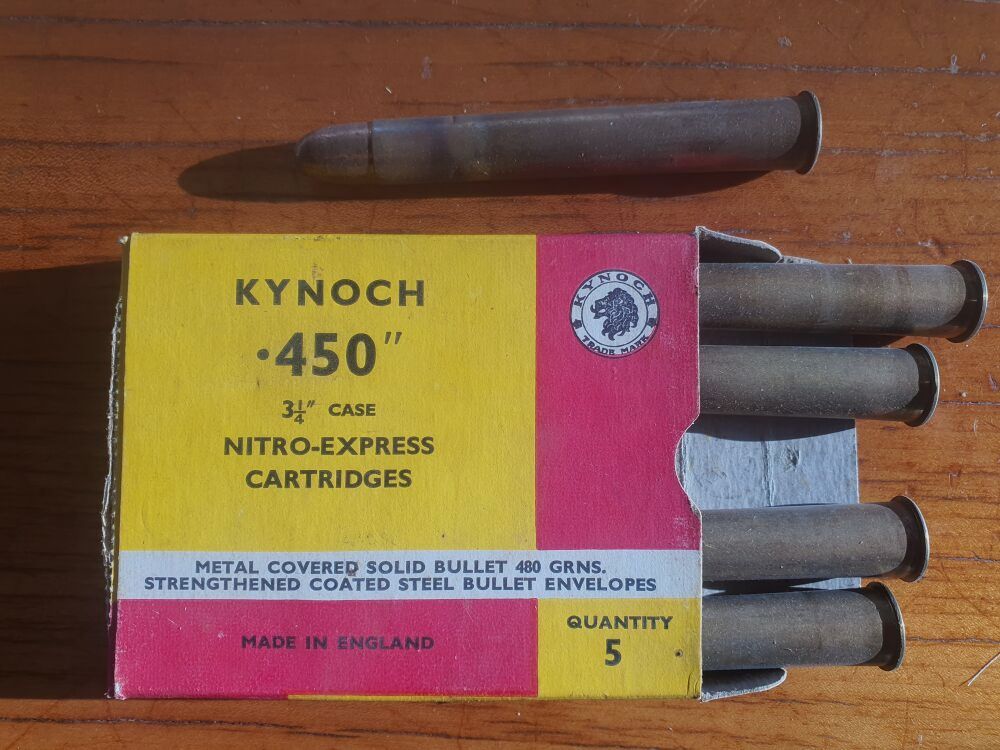 KYNOCH
·450"
3¼" CASE
NITRO-EXPRESS
CARTRIDGES
KYNOCH
TRADE MARK
METAL COVERED SOLID BULLET 480 GRNS.
STRENGTHENED COATED STEEL BULLET ENVELOPES
MADE IN ENGLAND
QUANTITY
5